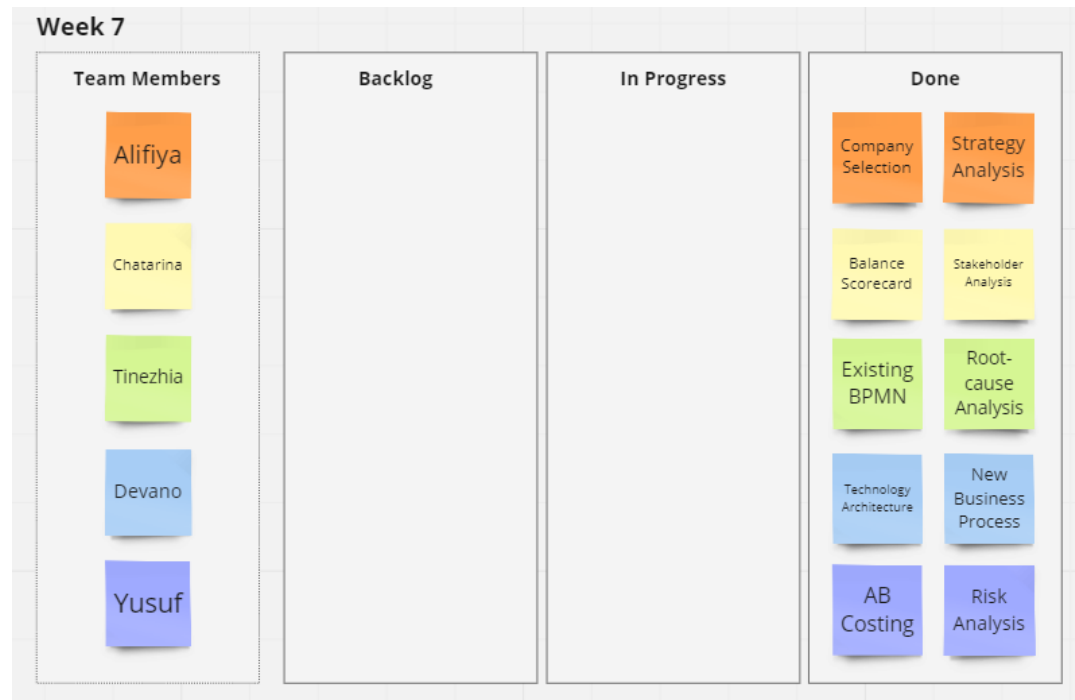 Week 7
Team Members
Backlog
In Progress
Done
Alifiya
Chatarina
Tinezhia
Devano
Yusuf
Company
Selection
Strategy
Analysis
Balance
Scorecard
Stakeholder
Analysis
Existing
BPMN
Root-
cause
Analysis
Technology
Architecture
New
Business
Process
AB
Costing
Risk
Analysis